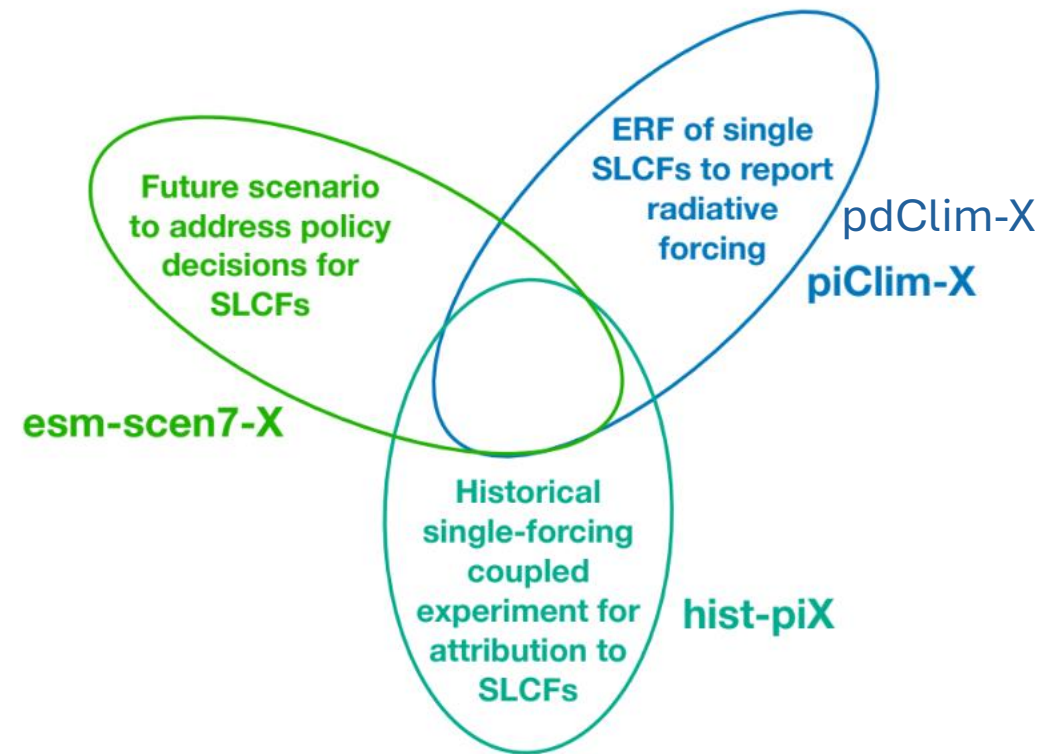 ERF of single
SLCFs to report
radiative
forcing
pdClim-X
piClim-X
Future scenario
to address policy
decisions for
SLCFs
esm-scen7-X
Historical
single-forcing
coupled
experiment for
attribution to
SLCFs
hist-piX